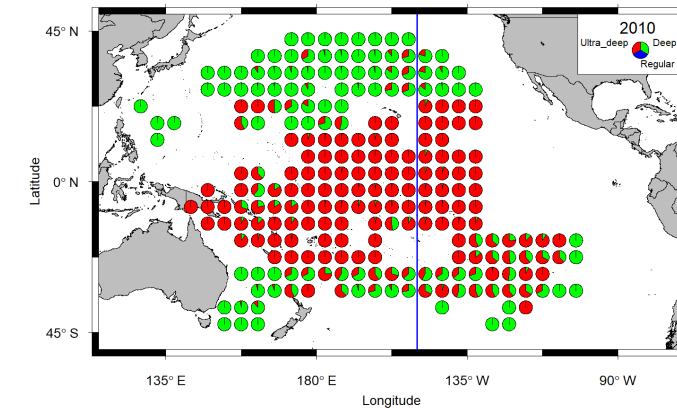 2010
Ultra_deep
Deep
Regular
45° N
0° N
45° S
Latitude
135° E
180° E
135° W
90° W
Longitude